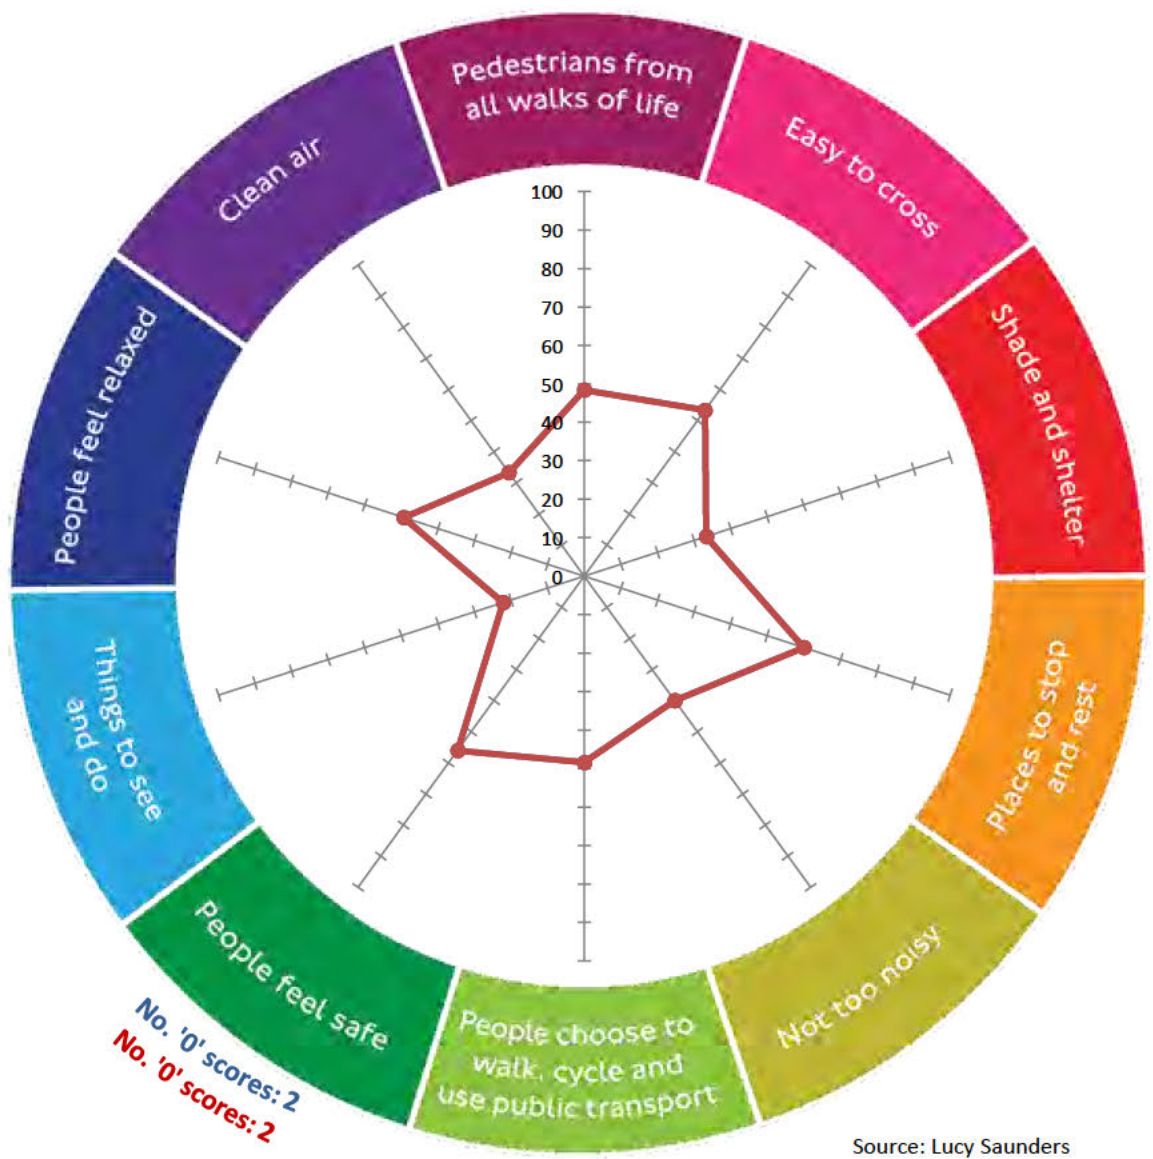 Pedestrians from
all walks of life
Easy to cross
Shade and shelter
Places to stop
and rest
Not too noisy
People choose to
walk, cycle and
use public transport
People feel safe
Things to see
and do
People feel relaxed
Clean air
100
90
80
70
60
50
40
30
20
10
0
No. '0' scores: 2
No. '0' scores: 2
Source: Lucy Saunders